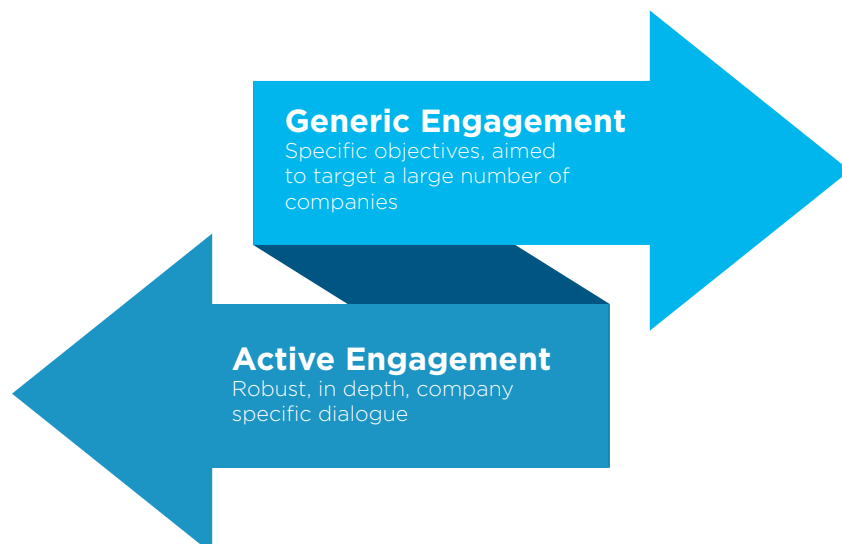 Generic Engagement
Specific objectives, aimed
to target a large number of
companies
Active Engagement
Robust, in depth, company
specific dialogue